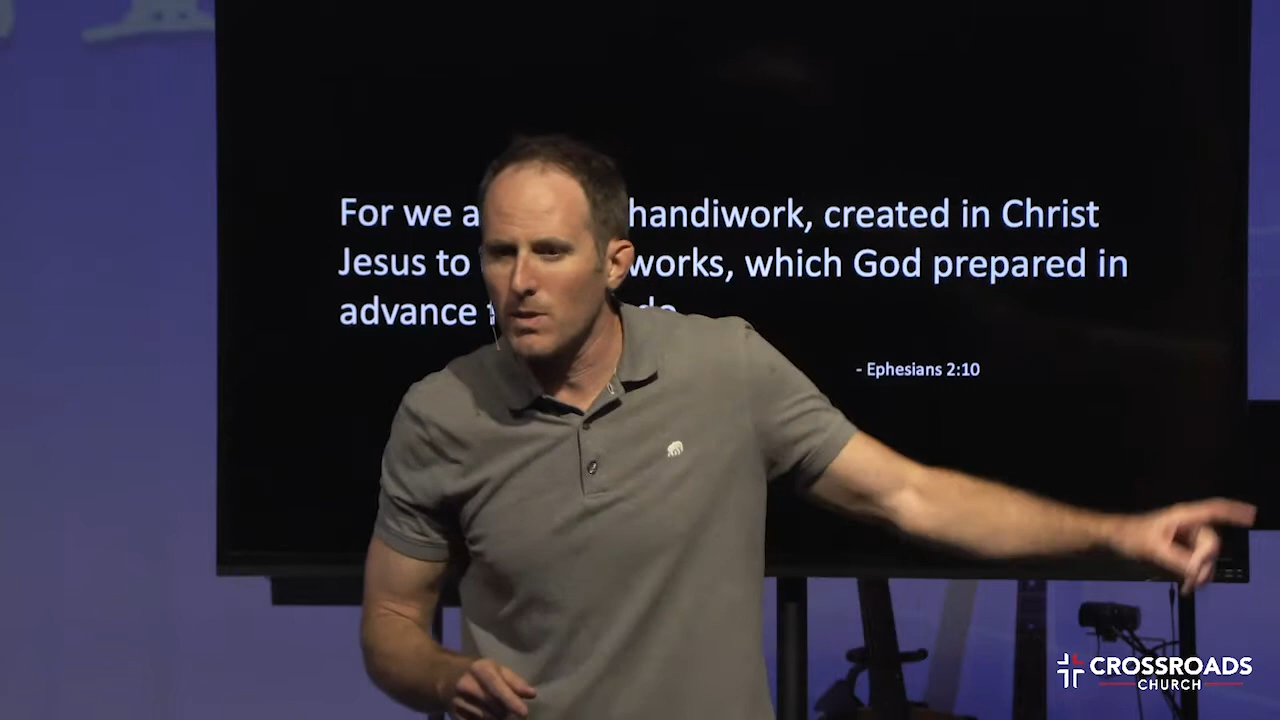 For we a handiwork, created in Christ
Jesus to works, which God prepared in
advance
- Ephesians 2:10
CROSSROADS
CHURCH